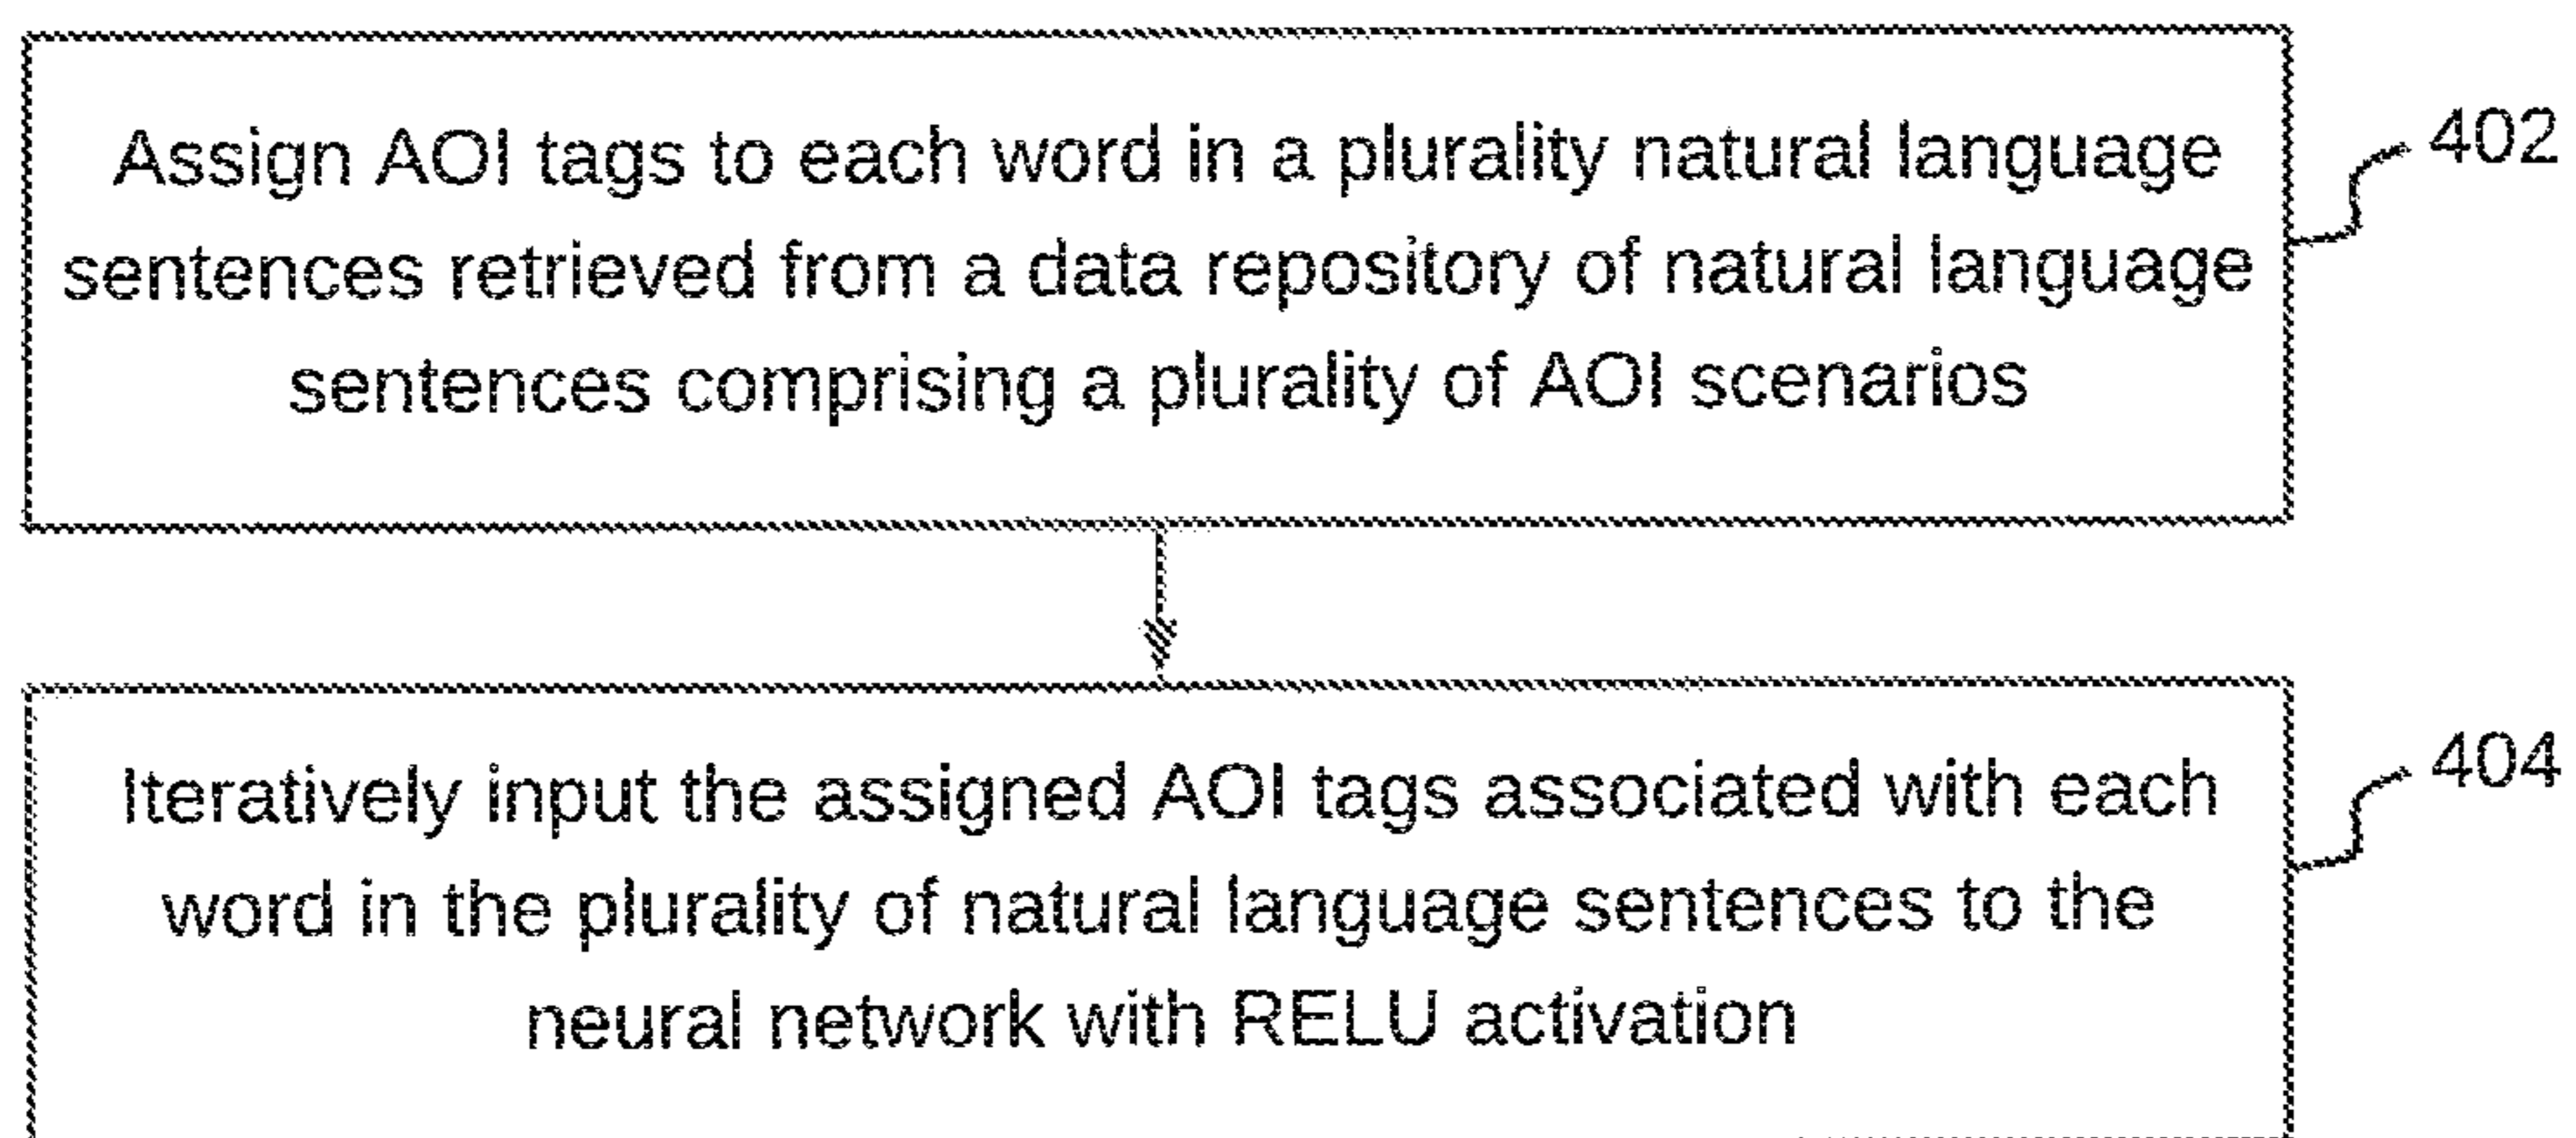 Assign AOI tags to each word in a plurality natural language
sentences retrieved from a data repository of natural language
sentences comprising a plurality of AOI scenarios
402
Iteratively input the assigned AOI tags associated with each
word in the plurality of natural language sentences to the
neural network with RELU activation
404